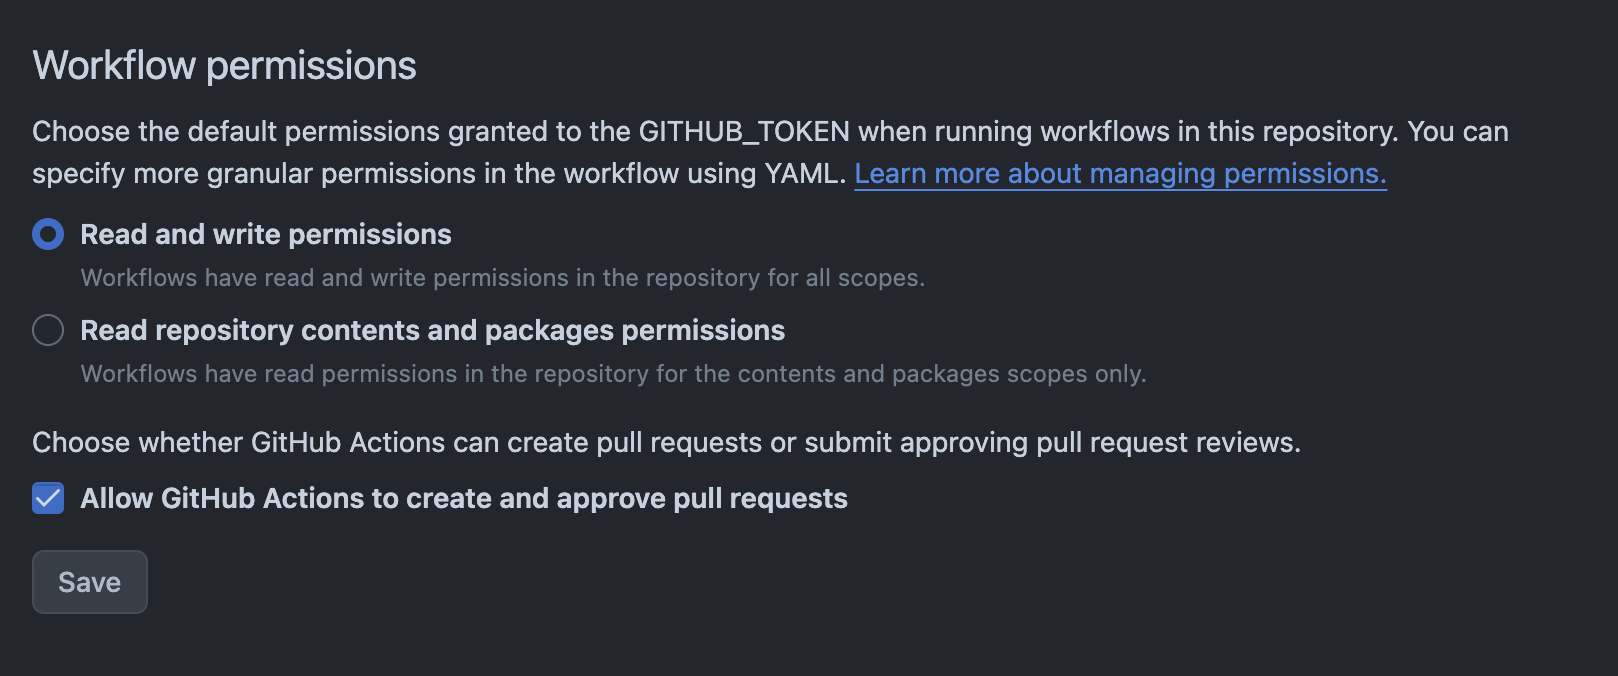 Workflow permissions
Choose the default permissions granted to the GITHUB_TOKEN when running workflows in this repository. You can
specify more granular permissions in the workflow using YAML. Learn more about managing permissions.
Read and write permissions
Workflows have read and write permissions in the repository for all scopes.
Read repository contents and packages permissions
Workflows have read permissions in the repository for the contents and packages scopes only.
Choose whether GitHub Actions can create pull requests or submit approving pull request reviews.
Allow GitHub Actions to create and approve pull requests
Save